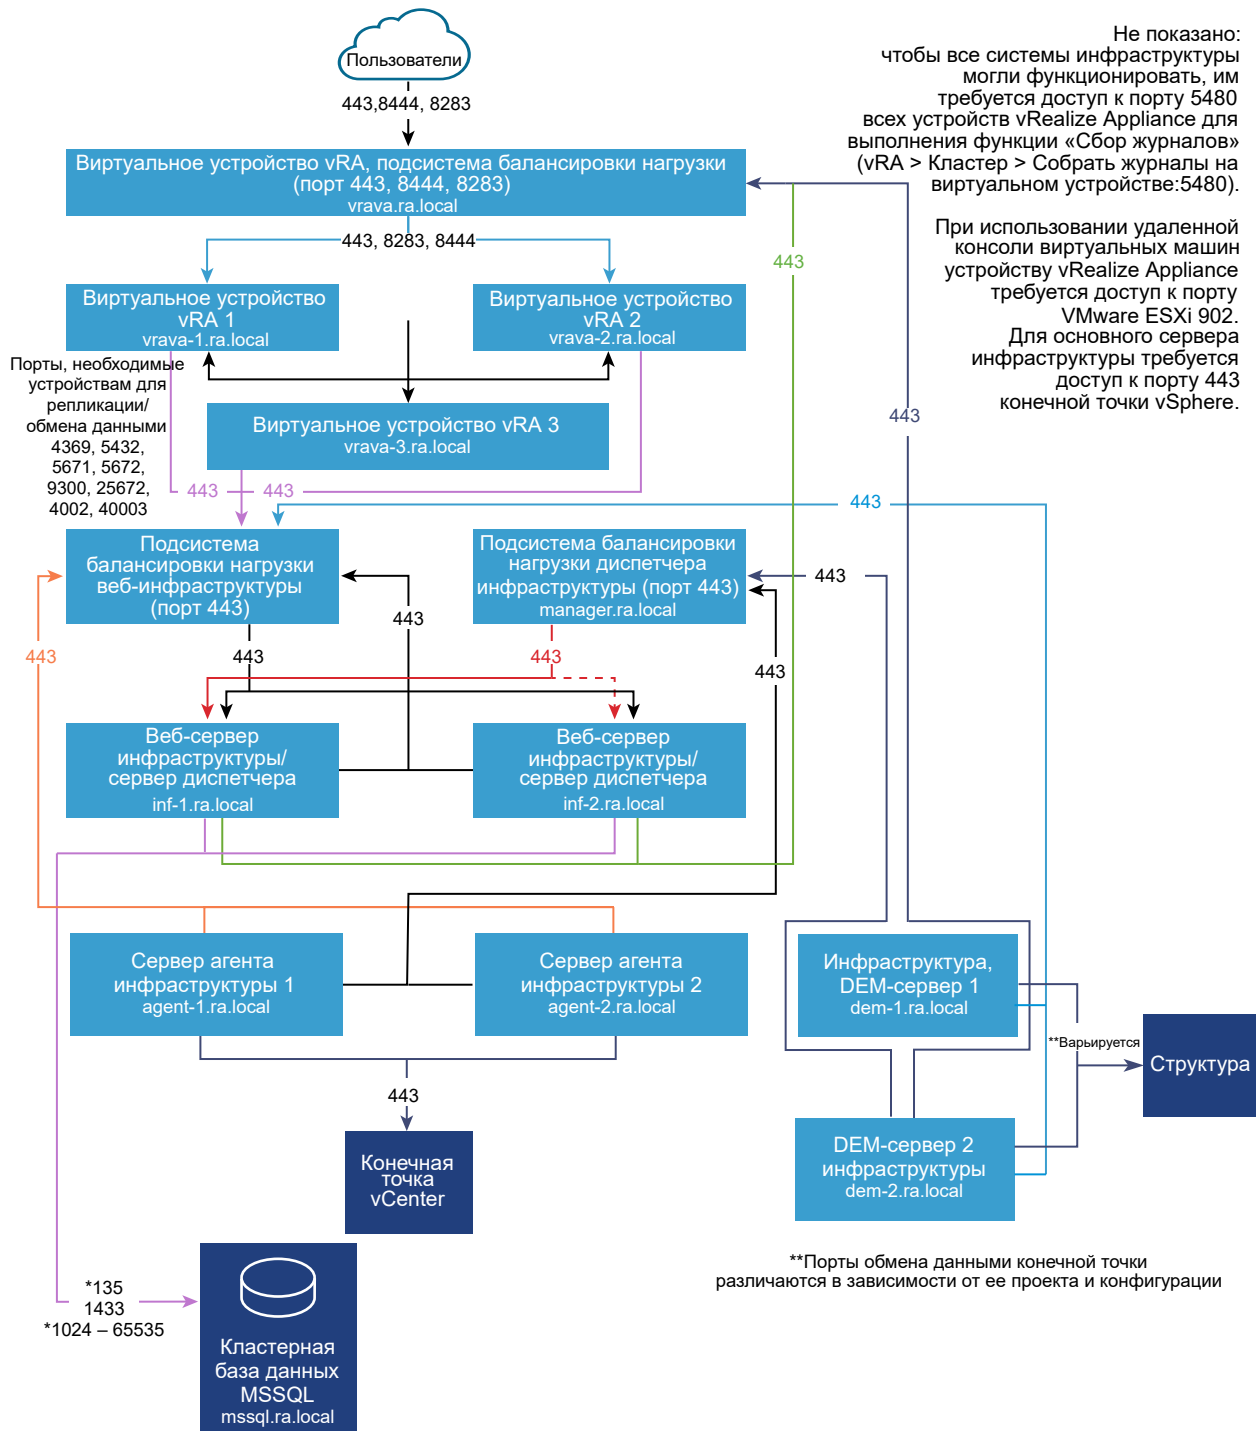 Пользователи
443,8444, 8283
Не показано:
чтобы все системы инфраструктуры
могли функционировать, им
требуется доступ к порту 5480
всех устройств vRealize Appliance для
выполнения функции «Сбор журналов»
(vRA > Кластер > Собрать журналы на
виртуальном устройстве:5480).
При использовании удаленной
консоли виртуальных машин
устройству vRealize Appliance
требуется доступ к порту
VMware ESXi 902.
Для основного сервера
инфраструктуры требуется
доступ к порту 443
конечной точки vSphere.
Виртуальное устройство vRA, подсистема балансировки нагрузки
(порт 443, 8444, 8283)
vrava.ra.local
443, 8283, 8444
443
Виртуальное устройство
vRA 1
vrava-1.ra.local
Виртуальное устройство
vRA 2
vrava-2.ra.local
Порты, необходимые
устройствам для
репликации/
обмена данными
4369, 5432,
5671, 5672,
9300, 25672,
4002, 40003
Виртуальное устройство vRA 3
vrava-3.ra.local
443
443
443
443
Подсистема
балансировки нагрузки
веб-инфраструктуры
(порт 443)
Подсистема балансировки
нагрузки диспетчера
инфраструктуры (порт 443)
manager.ra.local
443
443
443
443
443
443
Веб-сервер
инфраструктуры/
сервер диспетчера
inf-1.ra.local
Веб-сервер
инфраструктуры/
сервер диспетчера
inf-2.ra.local
Сервер агента
инфраструктуры 1
agent-1.ra.local
Сервер агента
инфраструктуры 2
agent-2.ra.local
Инфраструктура,
DEM-сервер 1
dem-1.ra.local
**Варьируется
Структура
443
Конечная
точка
vCenter
DEM-сервер 2
инфраструктуры
dem-2.ra.local
**Порты обмена данными конечной точки
различаются в зависимости от ее проекта и конфигурации
*135
1433
*1024 – 65535
Кластерная
база данных
MSSQL
mssql.ra.local